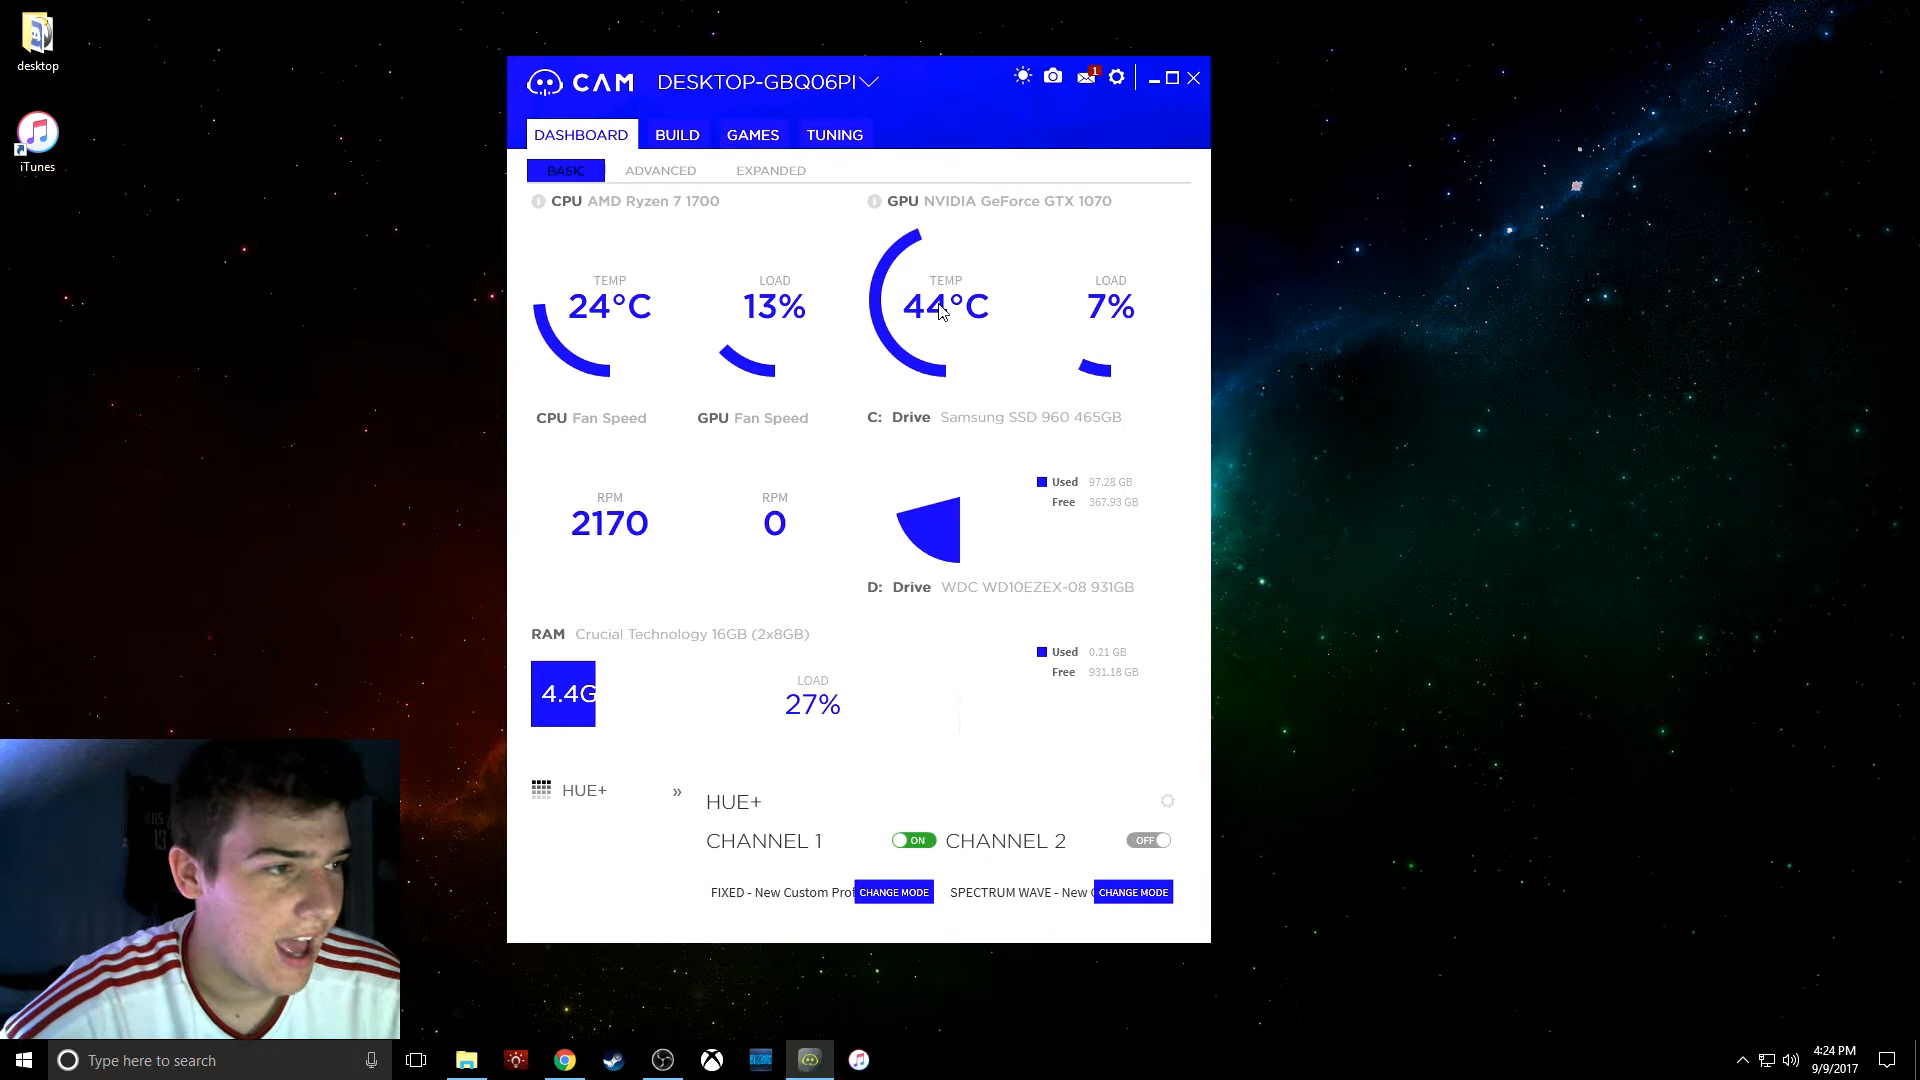 desktop
iTunes
CAM DESKTOP-GBQ06PI
1
DASHBOARD BUILD GAMES TUNING
BASIC ADVANCED EXPANDED
CPU AMD Ryzen 7 1700
GPU NVIDIA GeForce GTX 1070
TEMP
24°C
LOAD
13%
TEMP
44°C
LOAD
7%
CPU Fan Speed
GPU Fan Speed
C: Drive Samsung SSD 960 465GB
RPM
2170
RPM
0
Used 97.28 GB
Free 367.93 GB
D: Drive WDC WD10EZEX-08 931GB
RAM Crucial Technology 16GB (2x8GB)
4.4G
LOAD
27%
Used 0.21 GB
Free 931.18 GB
HUE+ »
HUE+
CHANNEL 1 ON
CHANNEL 2 OFF
FIXED - New Custom Prof CHANGE MODE
SPECTRUM WAVE - New CHANGE MODE
Type here to search
4:24 PM
9/9/2017